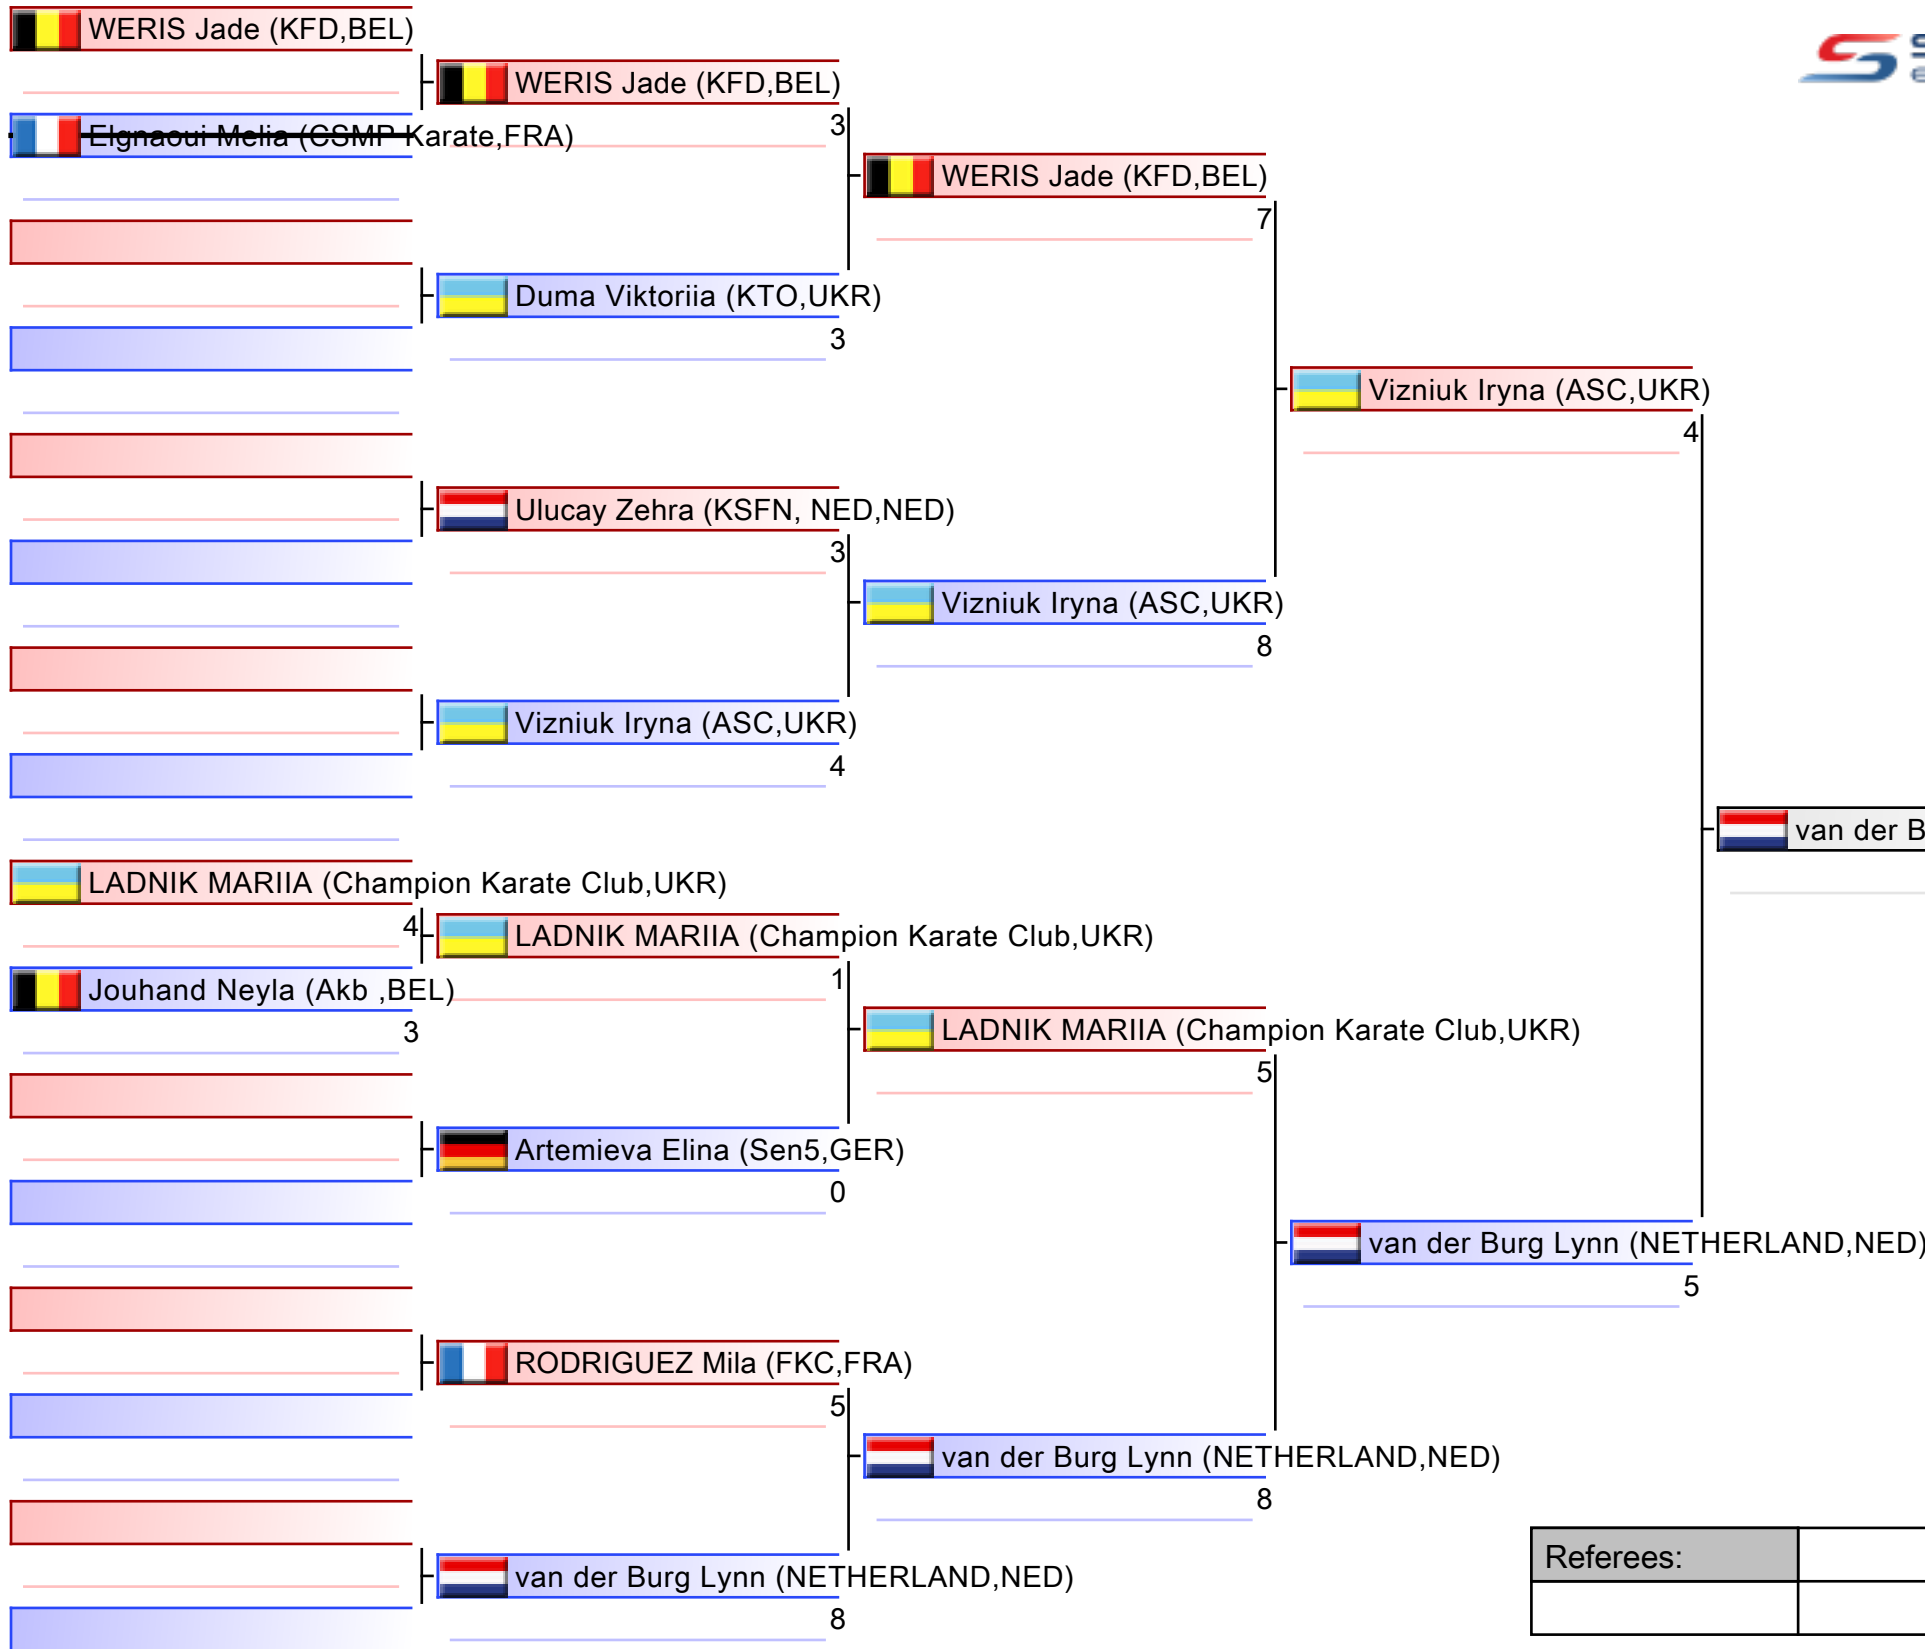 WERIS Jade (KFD,BEL)
WERIS Jade (KFD,BEL)
3
Elgnaoui Melia (CSMP Karate,FRA)
WERIS Jade (KFD,BEL)
7
Duma Viktoriia (KTO,UKR)
3
Vizniuk Iryna (ASC,UKR)
4
Ulucay Zehra (KSFN, NED,NED)
3
Vizniuk Iryna (ASC,UKR)
8
Vizniuk Iryna (ASC,UKR)
4
van der B
LADNIK MARIIA (Champion Karate Club,UKR)
4
LADNIK MARIIA (Champion Karate Club,UKR)
1
Jouhand Neyla (Akb ,BEL)
3
LADNIK MARIIA (Champion Karate Club,UKR)
5
Artemieva Elina (Sen5,GER)
0
van der Burg Lynn (NETHERLAND,NED)
5
RODRIGUEZ Mila (FKC,FRA)
5
van der Burg Lynn (NETHERLAND,NED)
8
Referees:
van der Burg Lynn (NETHERLAND,NED)
8